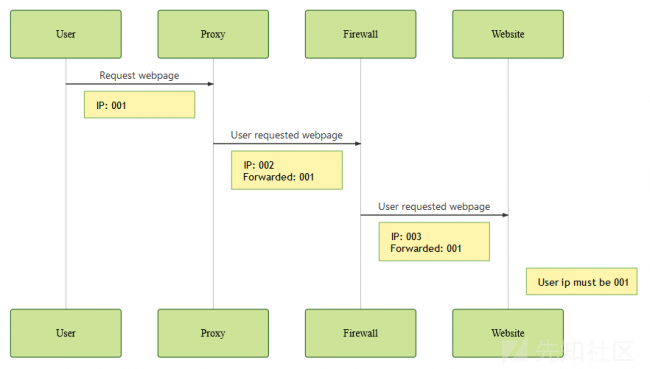 User
Proxy
Firewall
Website
Request webpage
IP: 001
User requested webpage
IP: 002
Forwarded: 001
User requested webpage
IP: 003
Forwarded: 001
User ip must be 001
User
Proxy
Firewall
Website
先知社区